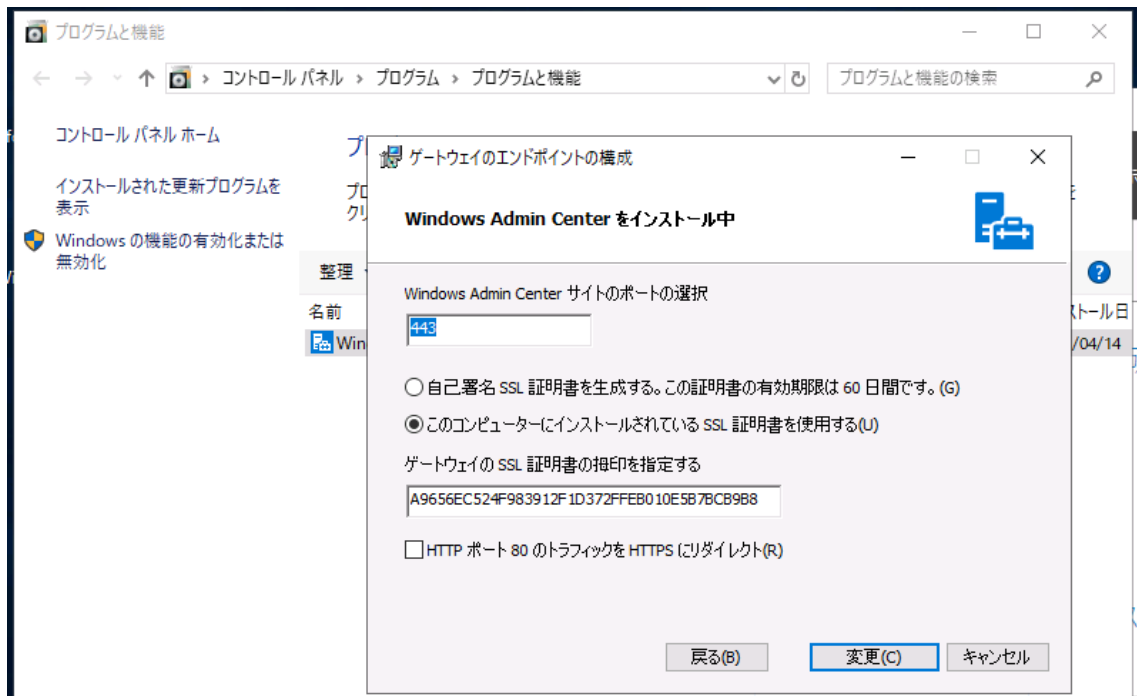 プログラムと機能
コントロール パネル › プログラム › プログラムと機能
プログラムと機能の検索
コントロール パネル ホーム
インストールされた更新プログラムを
表示
Windows の機能の有効化または
無効化
整理
名前
Win
トール日
/04/14
ゲートウェイのエンドポイントの構成
Windows Admin Center をインストール中
Windows Admin Center サイトのポートの選択
443
自己署名 SSL 証明書を生成する。この証明書の有効期限は 60 日間です。(G)
このコンピューターにインストールされている SSL 証明書を使用する(U)
ゲートウェイの SSL 証明書の拇印を指定する
A9656EC524F983912F1D372FFEB010E5B7BCB9B8
HTTP ポート 80 のトラフィックを HTTPS にリダイレクト(R)
戻る(B)
変更(C)
キャンセル